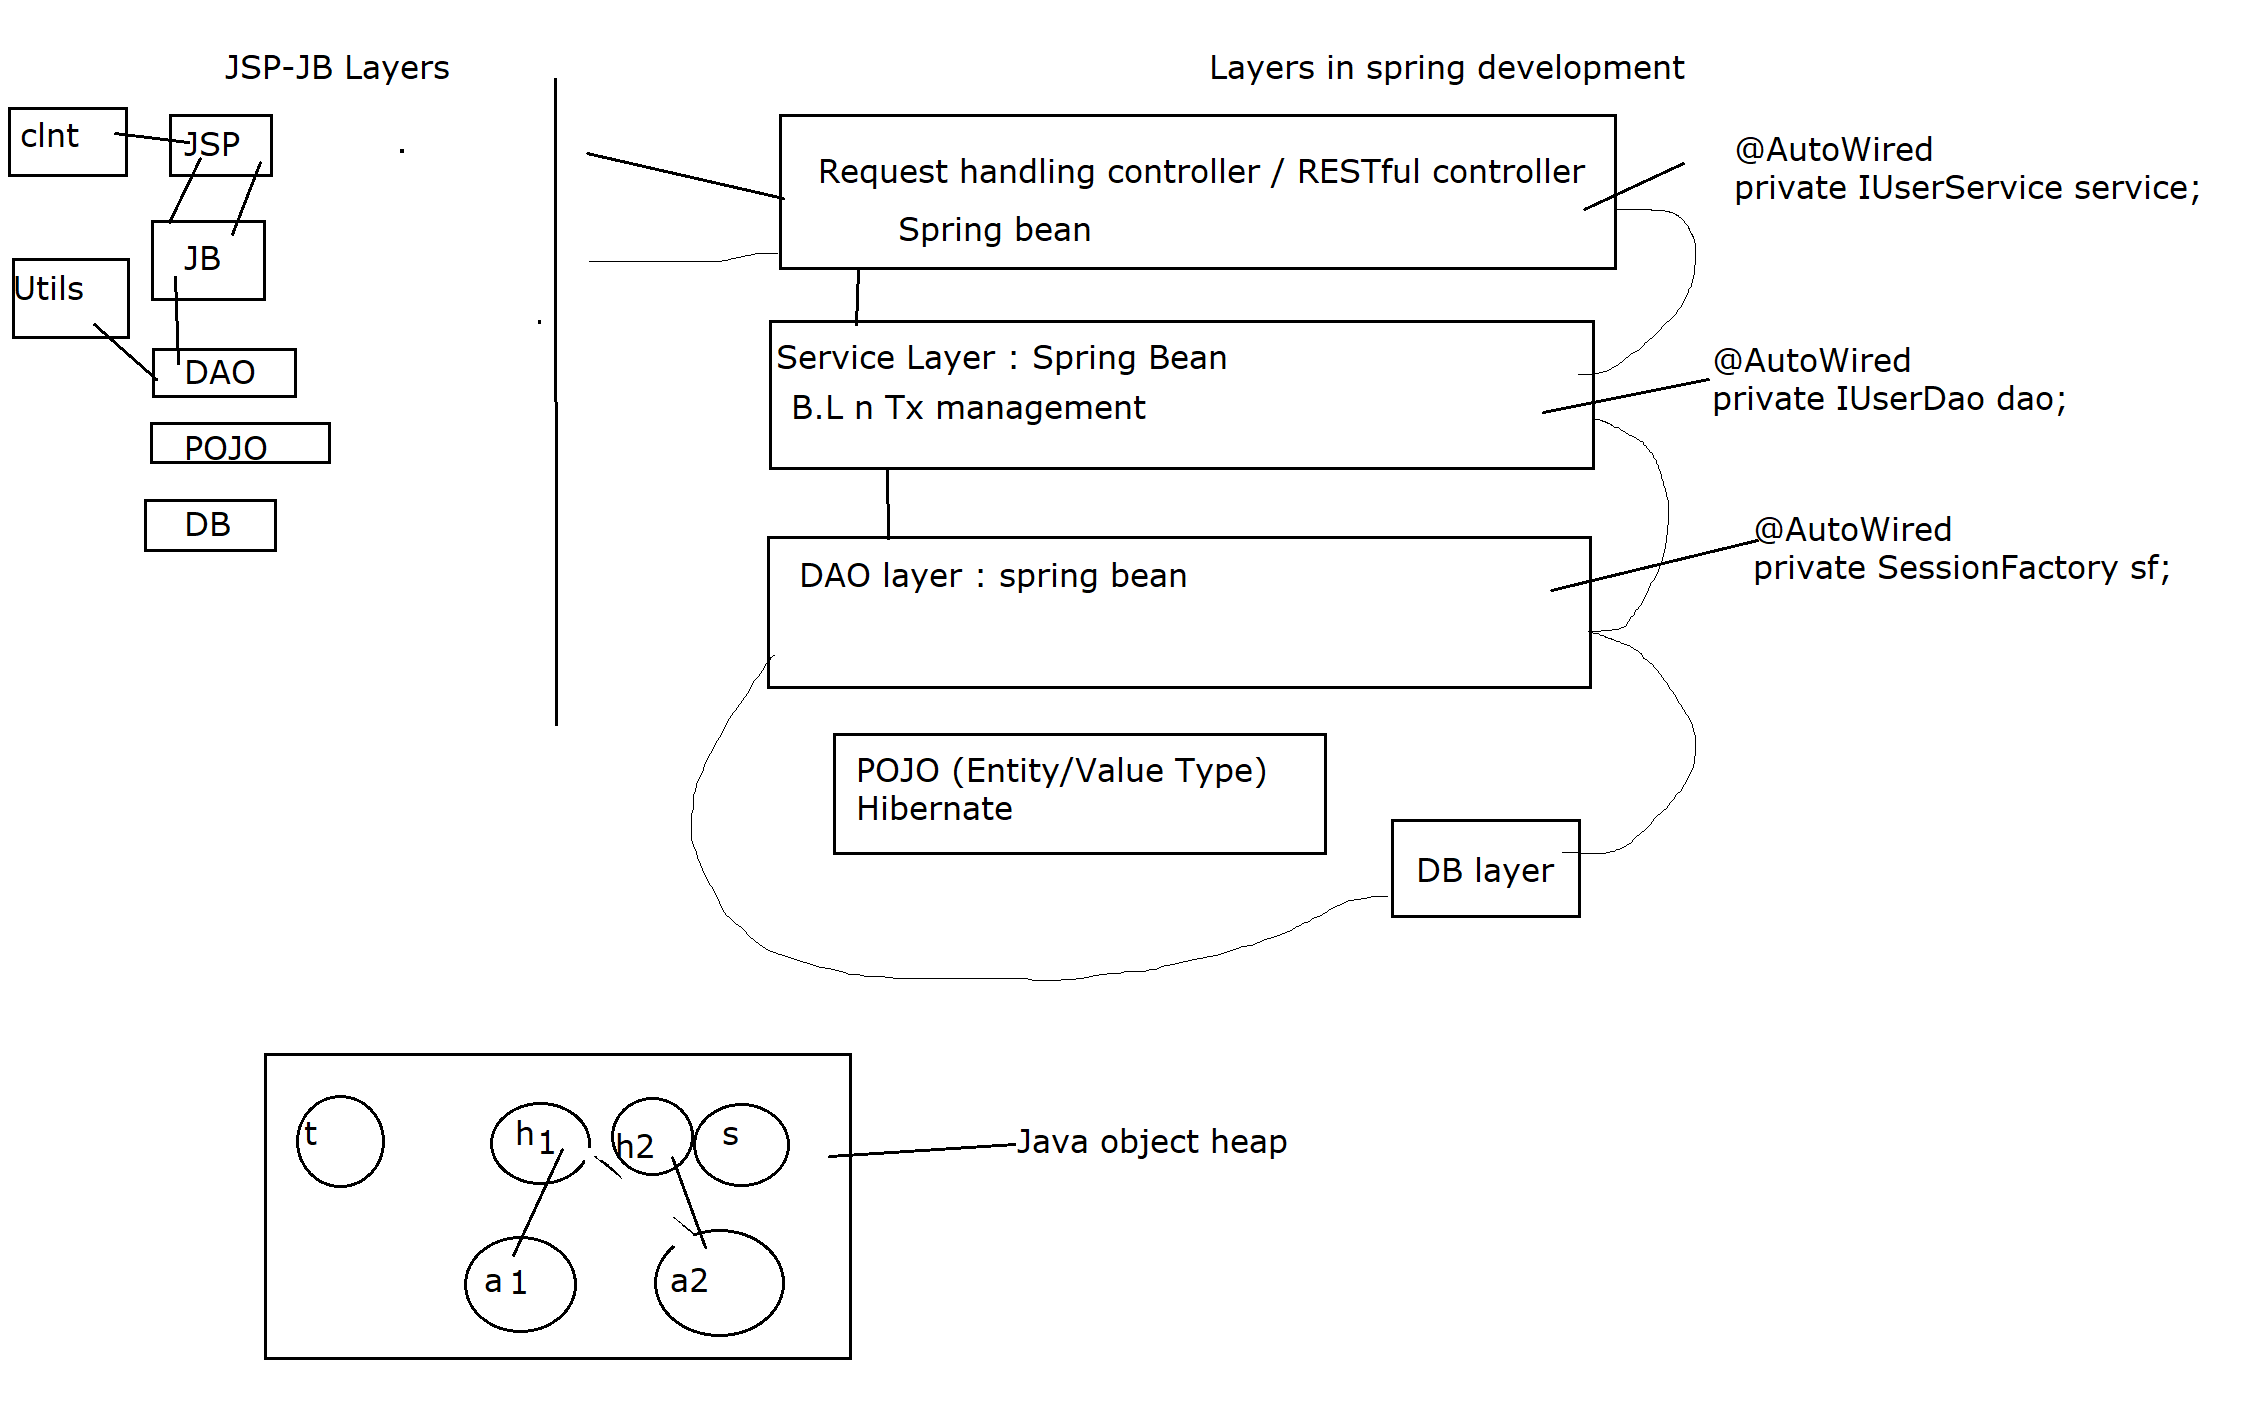 JSP-JB Layers
clnt
JSP
JB
Utils
DAO
POJO
DB
Layers in spring development
Request handling controller / RESTful controller
Spring bean
@AutoWired
private IUserService service;
Service Layer : Spring Bean
B.L n Tx management
@AutoWired
private IUserDao dao;
DAO layer : spring bean
@AutoWired
private SessionFactory sf;
POJO (Entity/Value Type)
Hibernate
DB layer
t
h1
h2
s
a1
a2
Java object heap